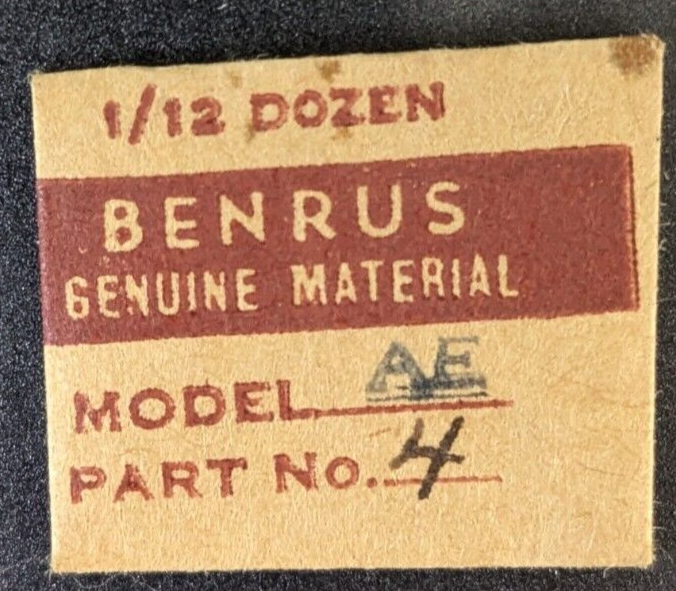 1/12 DOZEN
BENRUS
GENUINE MATERIAL
MODEL AE
PART No. 4